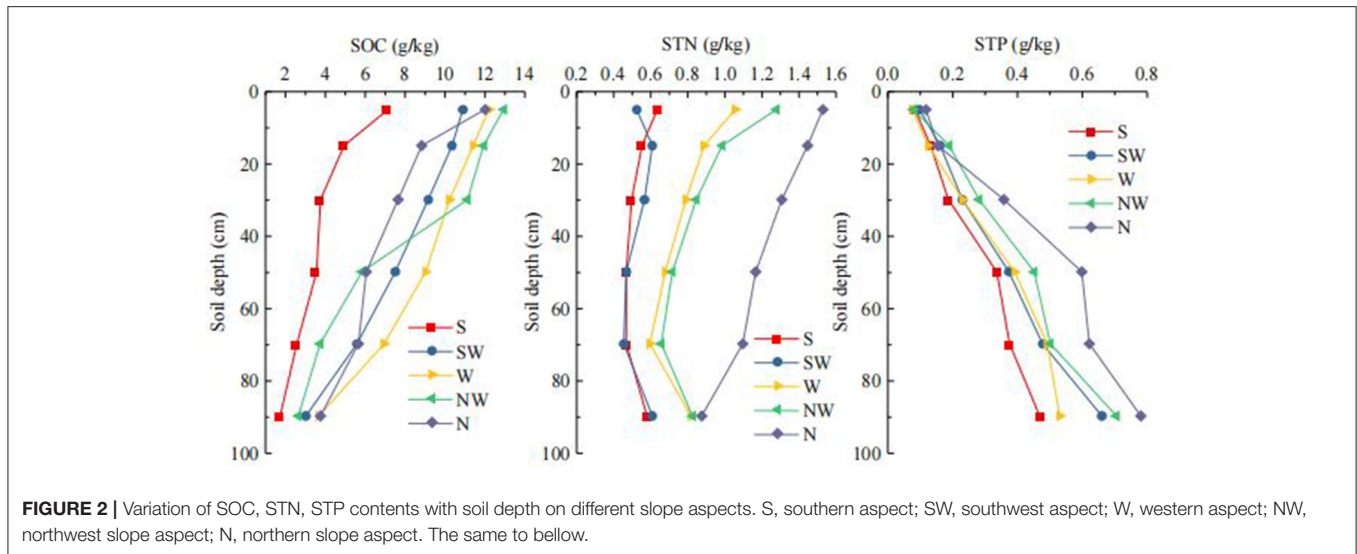 SOC (g/kg)
2 4 6 8 10 12 14
0
20
40
60
80
100
Soil depth (cm)
S
SW
W
NW
N
STN (g/kg)
0.2 0.4 0.6 0.8 1.0 1.2 1.4 1.6
0
20
40
60
80
100
Soil depth (cm)
S
SW
W
NW
N
STP (g/kg)
0.0 0.2 0.4 0.6 0.8
0
20
40
60
80
100
Soil depth (cm)
S
SW
W
NW
N
FIGURE 2 | Variation of SOC, STN, STP contents with soil depth on different slope aspects. S, southern aspect; SW, southwest aspect; W, western aspect; NW,
northwest slope aspect; N, northern slope aspect. The same to bellow.